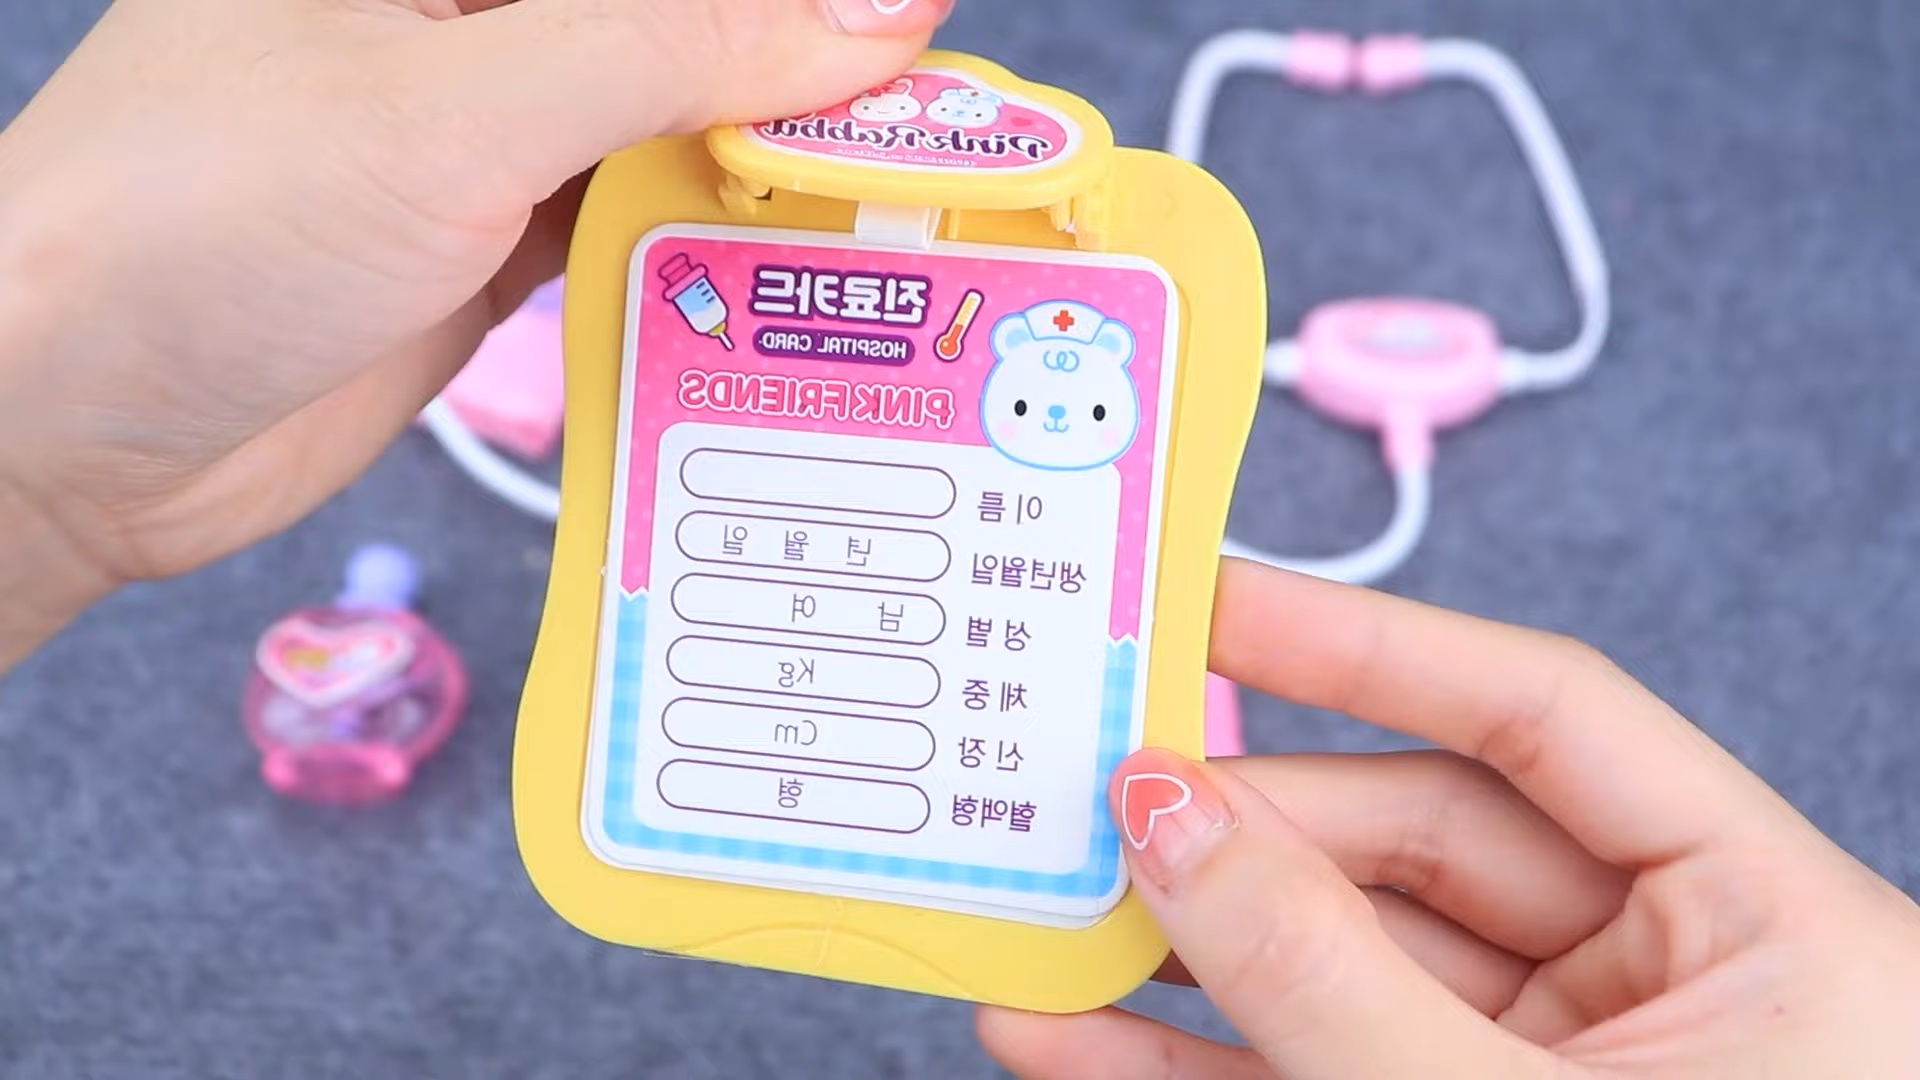 Pink Rabbit
진료카드
HOSPITAL CARD
PINK FRIENDS
이름
생년월일 년 월 일
성별 남 여
체중 Kg
신장 Cm
혈액형 형